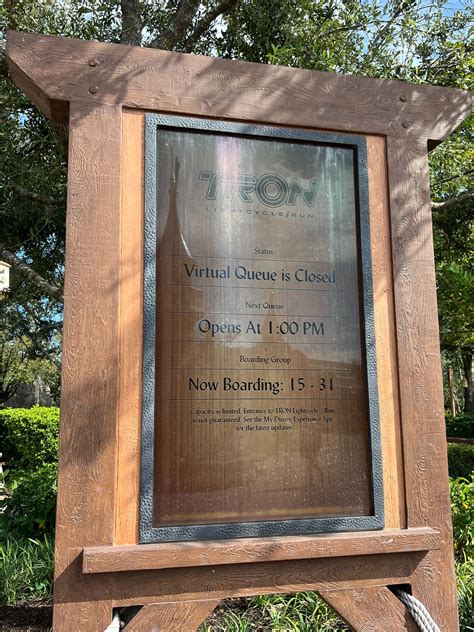 TRON
LIGHTCYCLE / RUN
Status
Virtual Queue is Closed
Next Queue
Opens At 1:00 PM
Boarding Group
Now Boarding: 15 - 31
Capacity is limited. Entrance to TRON Lightcycle / Run
is not guaranteed. See the My Disney Experience App
for the latest updates.